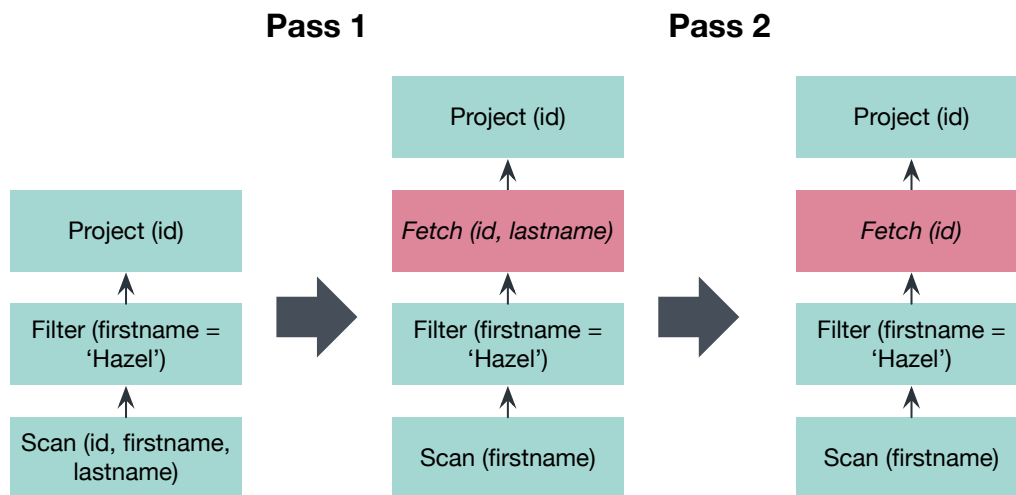 Pass 1
Pass 2
Project (id)
Filter (firstname =
‘Hazel’)
Scan (id, firstname,
lastname)
Project (id)
Fetch (id, lastname)
Filter (firstname =
‘Hazel’)
Scan (firstname)
Project (id)
Fetch (id)
Filter (firstname =
‘Hazel’)
Scan (firstname)